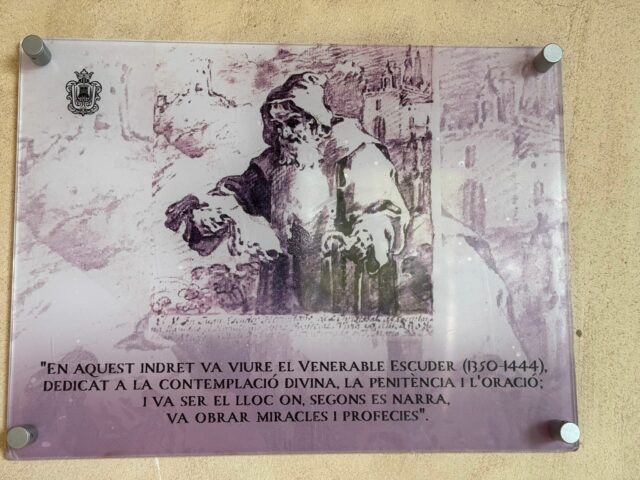 "En aquest indret va viure el Venerable Escuder (1350-1444),
dedicat a la contemplació divina, la penitència i l'oració;
i va ser el lloc on, segons es narra,
va obrar miracles i profecies".